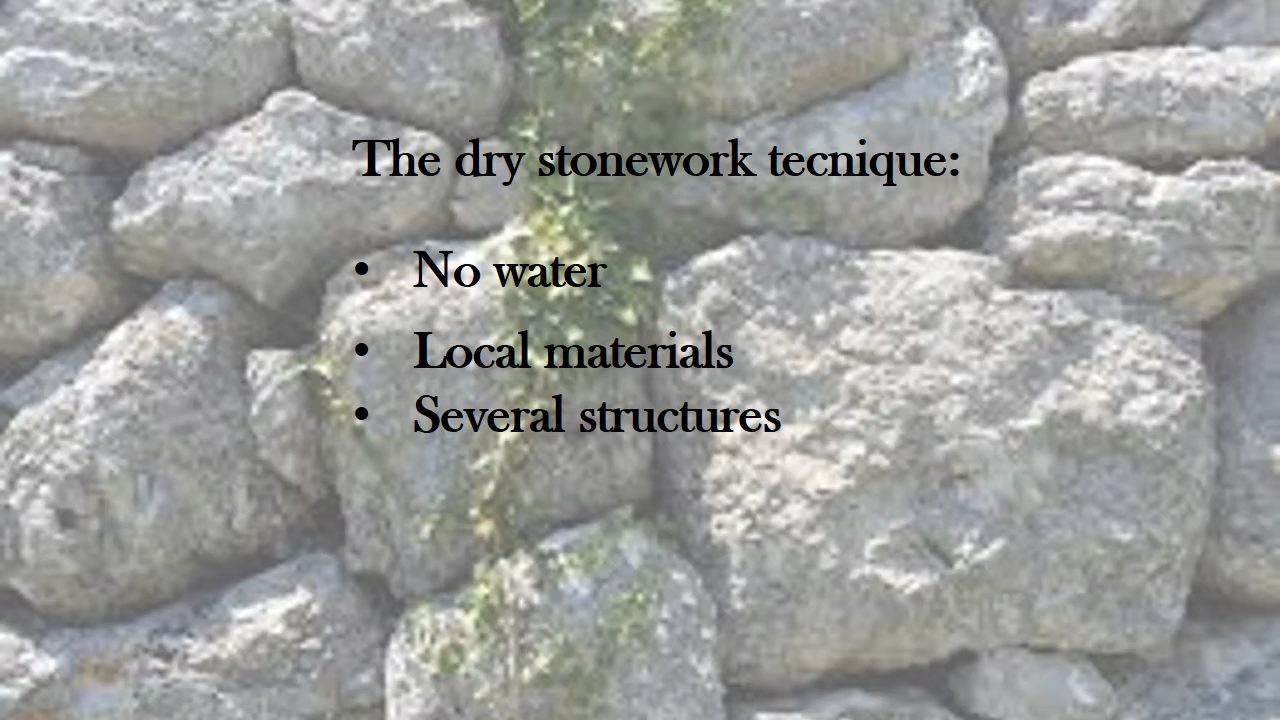 The dry stonework tecnique:
• No water
• Local materials
• Several structures